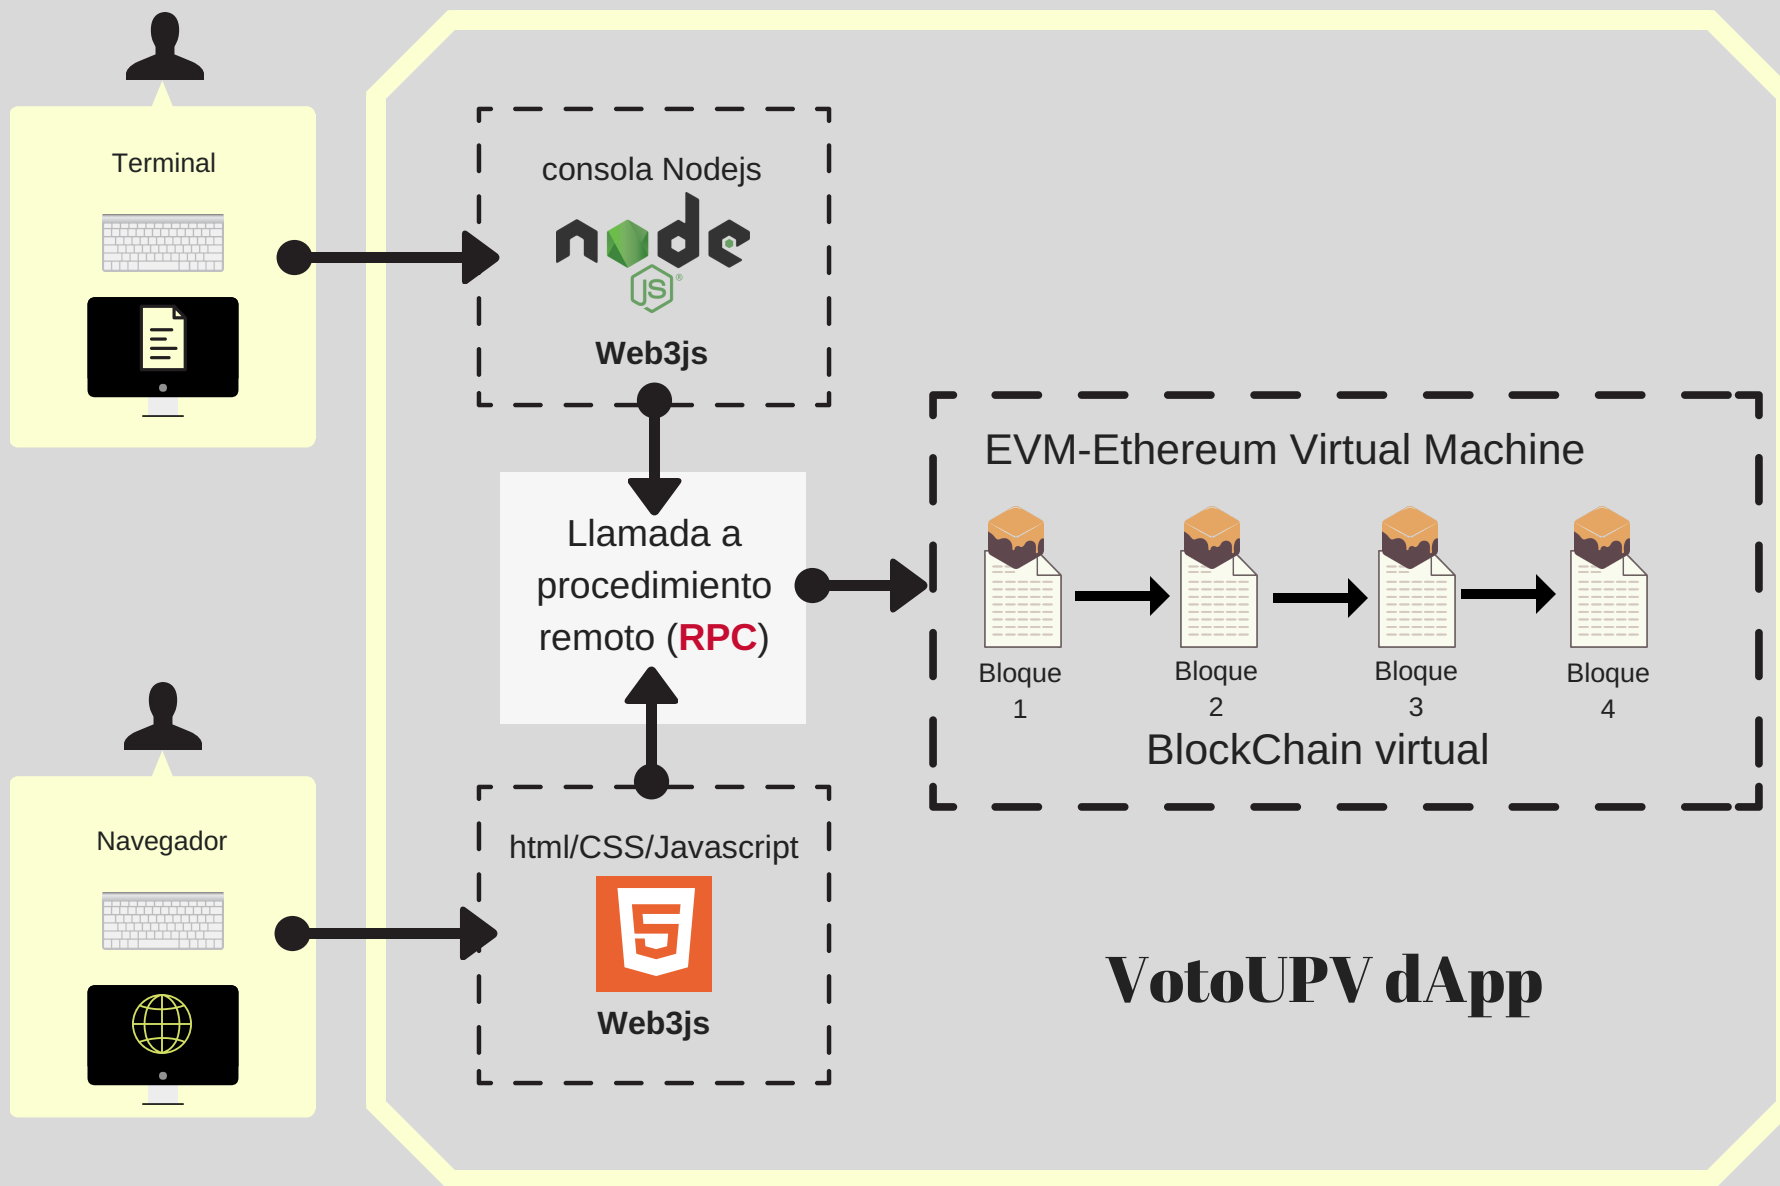 Terminal
consola Nodejs
node
JS
®
Web3js
Llamada a
procedimiento
remoto (RPC)
EVM-Ethereum Virtual Machine
Bloque
1
Bloque
2
Bloque
3
Bloque
4
BlockChain virtual
Navegador
html/CSS/Javascript
5
Web3js
VotoUPV dApp